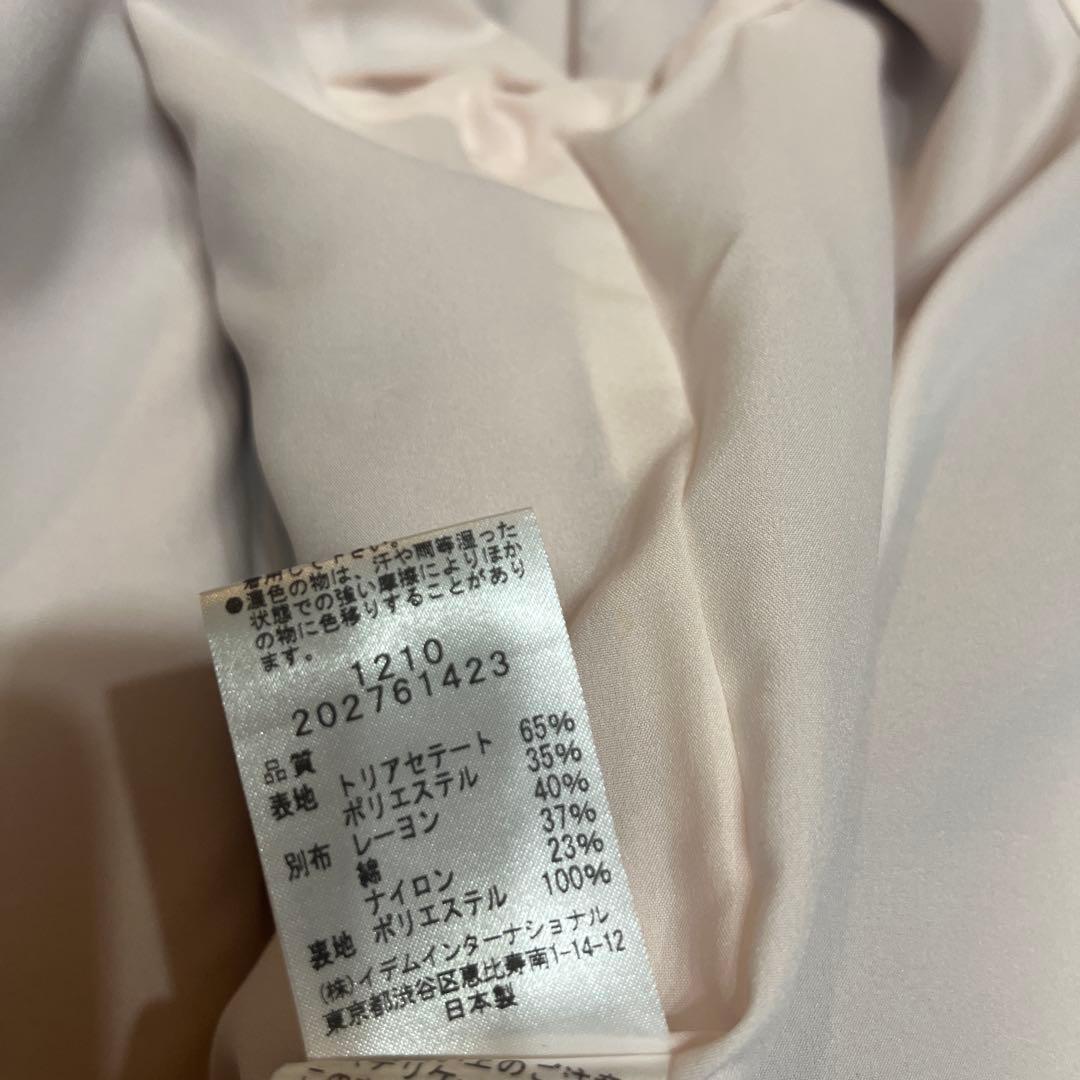 着用して下さい。
●濃色の物は、汗や雨等湿った
状態での強い摩擦によりほか
の物に色移りすることがあり
ます。
1210
202761423
品質
表地 トリアセテート 65%
ポリエステル 35%
別布 レーヨン 40%
綿 37%
ナイロン 23%
裏地 ポリエステル 100%
(株)イデムインターナショナル
東京都渋谷区恵比寿南1-14-12
日本製
のご注意